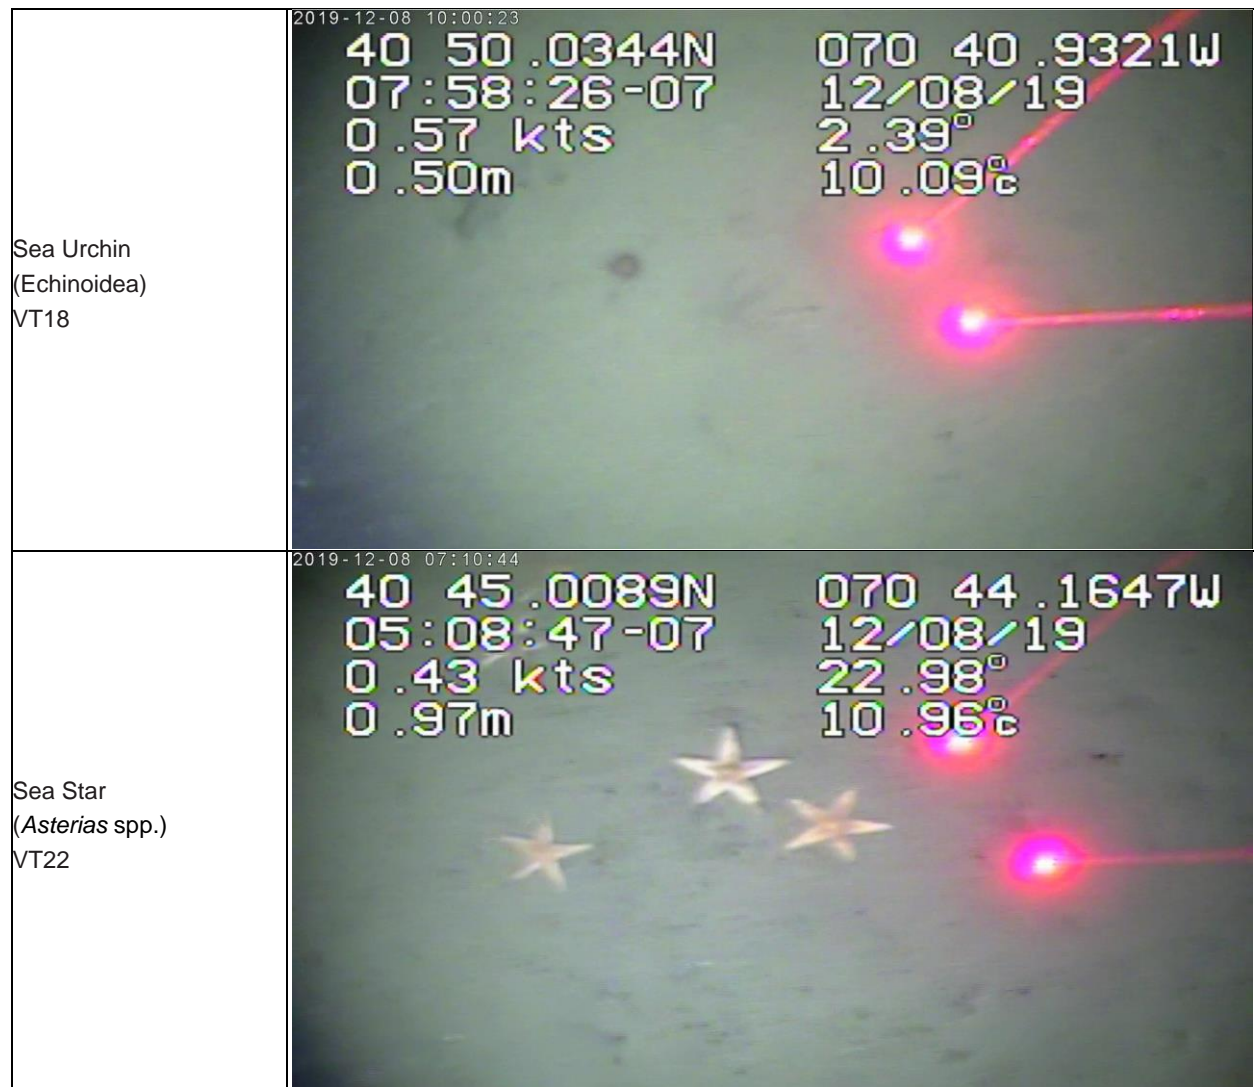 Sea Urchin
(Echinoidea)
VT18
2019-12-08 10:00:23
40 50.0344N 070 40.9321W
07:58:26-07 12/08/19
0.57 kts 2.39°
0.50m 10.09°c
Sea Star
(Asterias spp.)
VT22
2019-12-08 07:10:44
40 45.0089N 070 44.1647W
05:08:47-07 12/08/19
0.43 kts 22.98°
0.97m 10.96°c